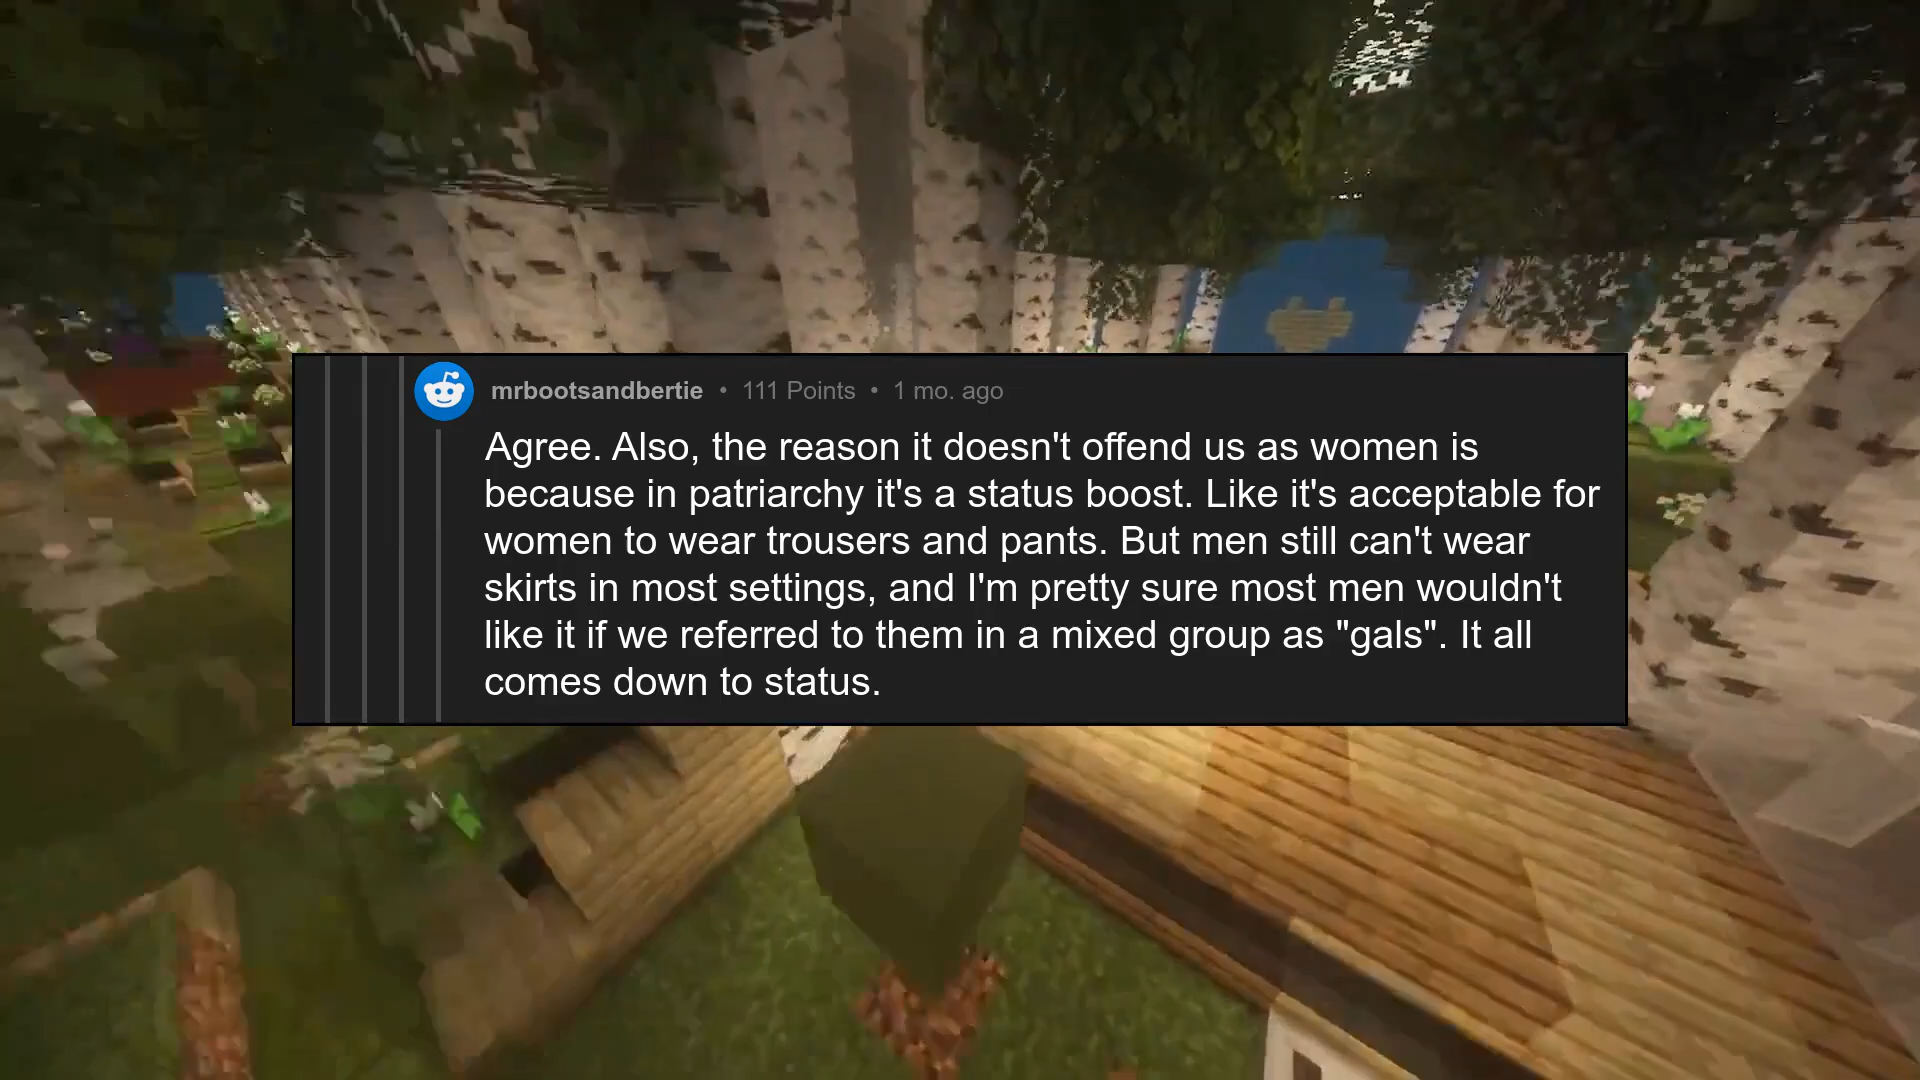 mrbootsandbertie • 111 Points • 1 mo. ago
Agree. Also, the reason it doesn't offend us as women is
because in patriarchy it's a status boost. Like it's acceptable for
women to wear trousers and pants. But men still can't wear
skirts in most settings, and I'm pretty sure most men wouldn't
like it if we referred to them in a mixed group as "gals". It all
comes down to status.